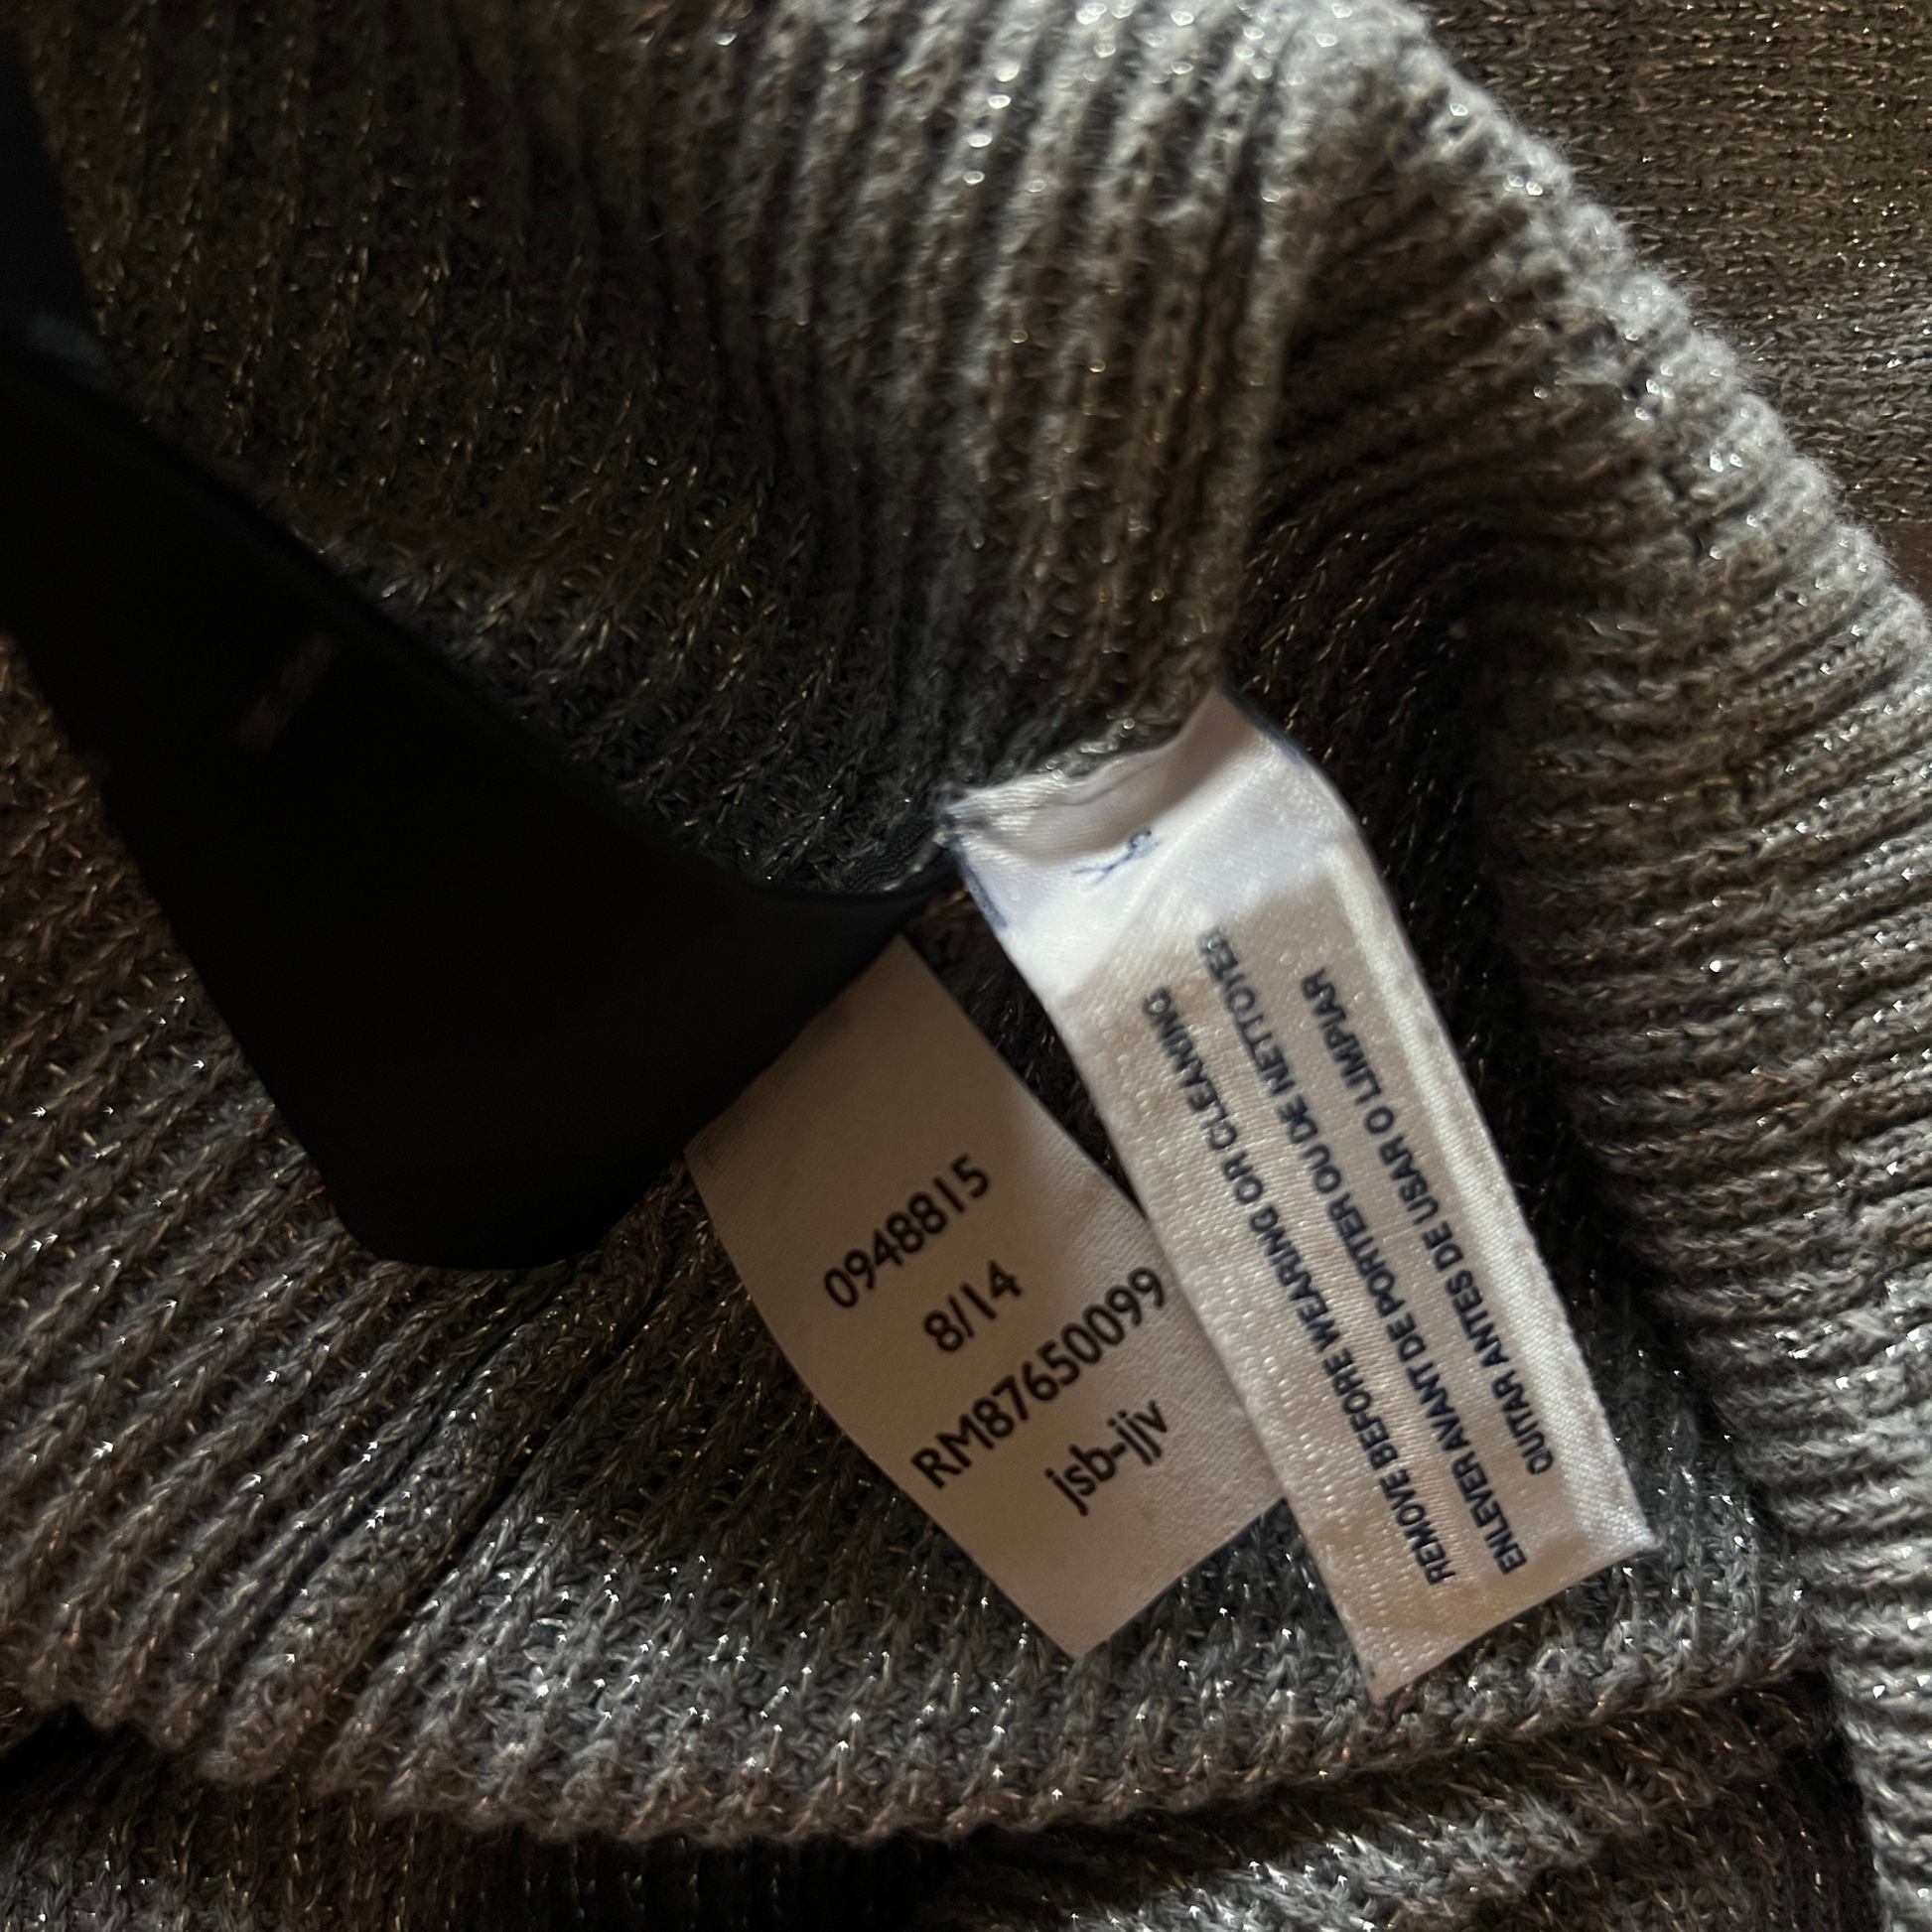 0948815
8/14
RM87650099
jsb-jjv
REMOVE BEFORE WEARING OR CLEANING
ENLEVER AVANT DE PORTER OU DE NETTOYER
QUITAR ANTES DE USAR O LIMPIAR